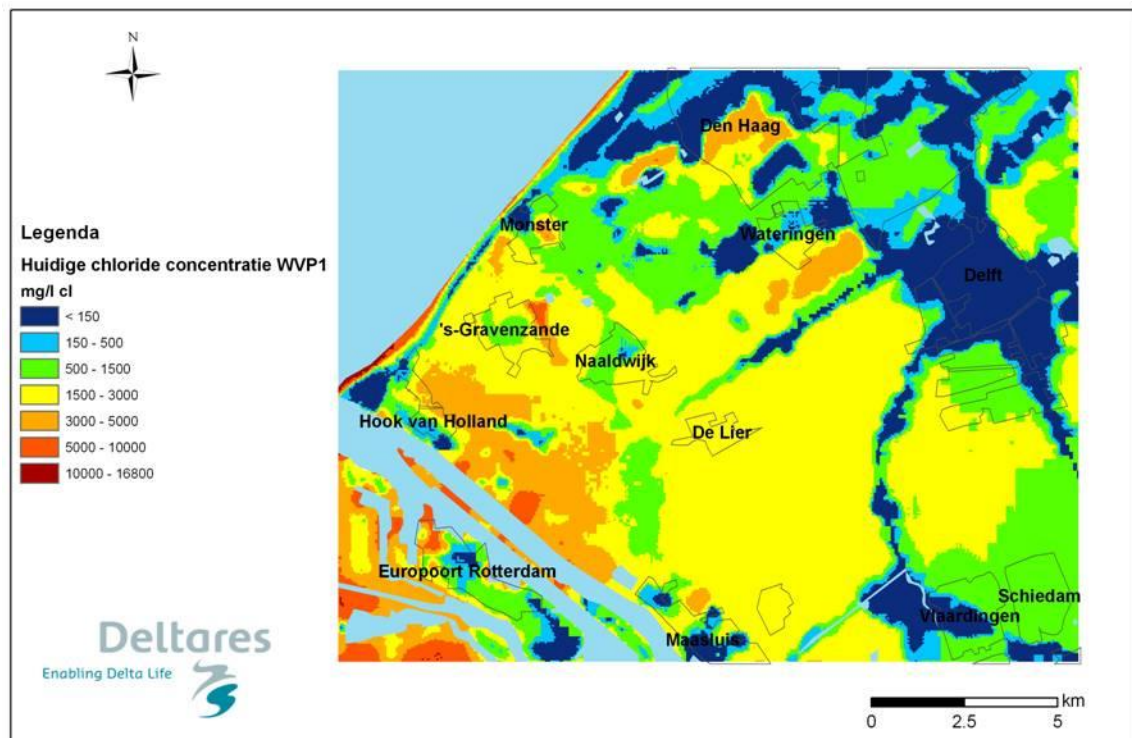 N
Den Haag
Monster
Wateringen
Delft
's-Gravenzande
Naaldwijk
Hook van Holland
De Lier
Europoort Rotterdam
Schiedam
Vlaardingen
Maasluis
Legenda
Huidige chloride concentratie WVP1
mg/l cl
< 150
150 - 500
500 - 1500
1500 - 3000
3000 - 5000
5000 - 10000
10000 - 16800
Deltares
Enabling Delta Life
km
0 2.5 5